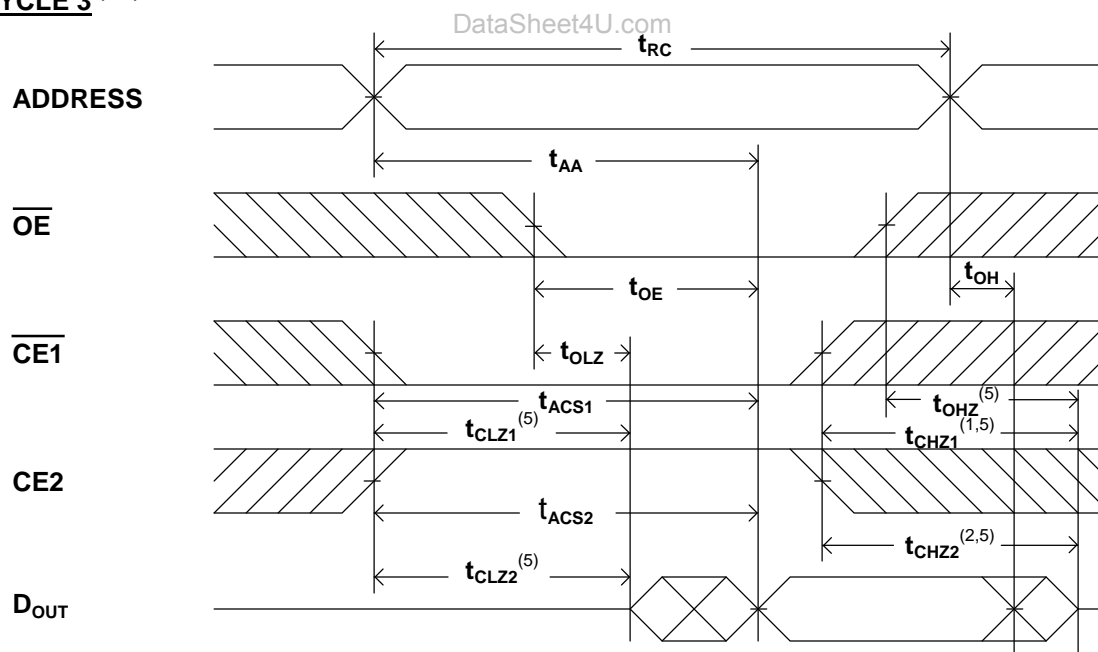 YCLE 3
DataSheet4U.com
tRC
ADDRESS
tAA
OE
tOH
tOE
CE1
tOLZ
tACS1
tOHZ(5)
tCLZ1(5)
tCHZ1(1,5)
CE2
tACS2
tCHZ2(2,5)
tCLZ2(5)
DOUT